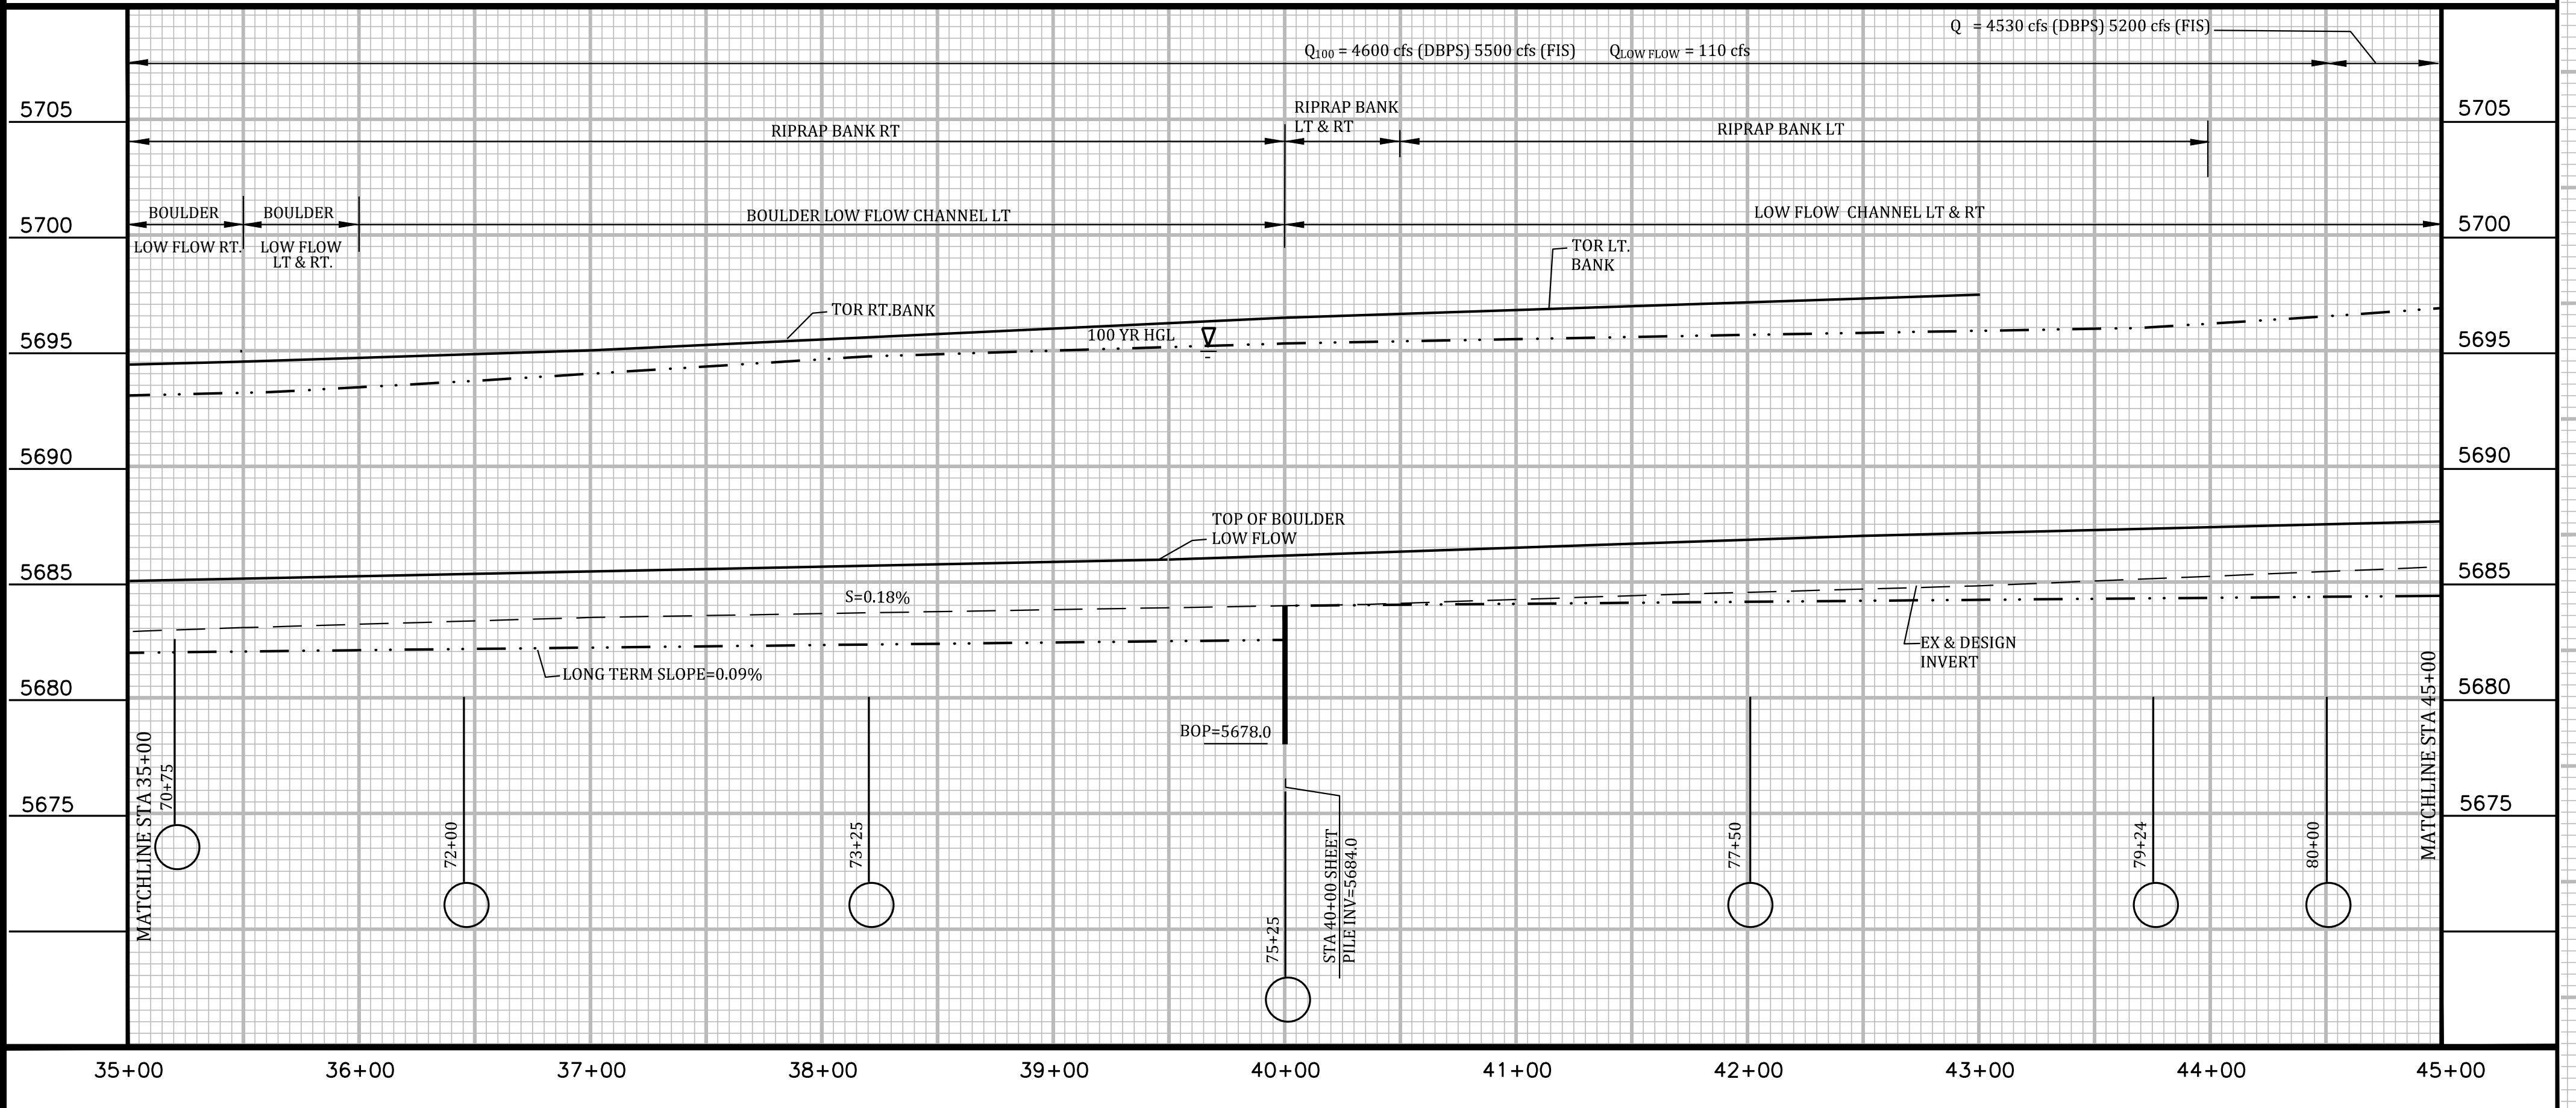 Q = 4530 cfs (DBPS) 5200 cfs (FIS)
Q100 = 4600 cfs (DBPS) 5500 cfs (FIS) QLOW FLOW = 110 cfs
5705
RIPRAP BANK RT
RIPRAP BANK
LT & RT
RIPRAP BANK LT
5705
5700
BOULDER
LOW FLOW RT.
BOULDER
LOW FLOW
LT & RT.
BOULDER LOW FLOW CHANNEL LT
LOW FLOW CHANNEL LT & RT
5700
TOR LT.
BANK
TOR RT.BANK
100 YR HGL
5695
5695
5690
5690
TOP OF BOULDER
LOW FLOW
5685
5685
S=0.18%
EX & DESIGN
INVERT
LONG TERM SLOPE=0.09%
5680
5680
BOP=5678.0
MATCHLINE STA 35+00
70+75
72+00
73+25
75+25
STA 40+00 SHEET
PILE INV=5684.0
77+50
79+24
80+00
MATCHLINE STA 45+00
5675
5675
35+00 36+00 37+00 38+00 39+00 40+00 41+00 42+00 43+00 44+00 45+00